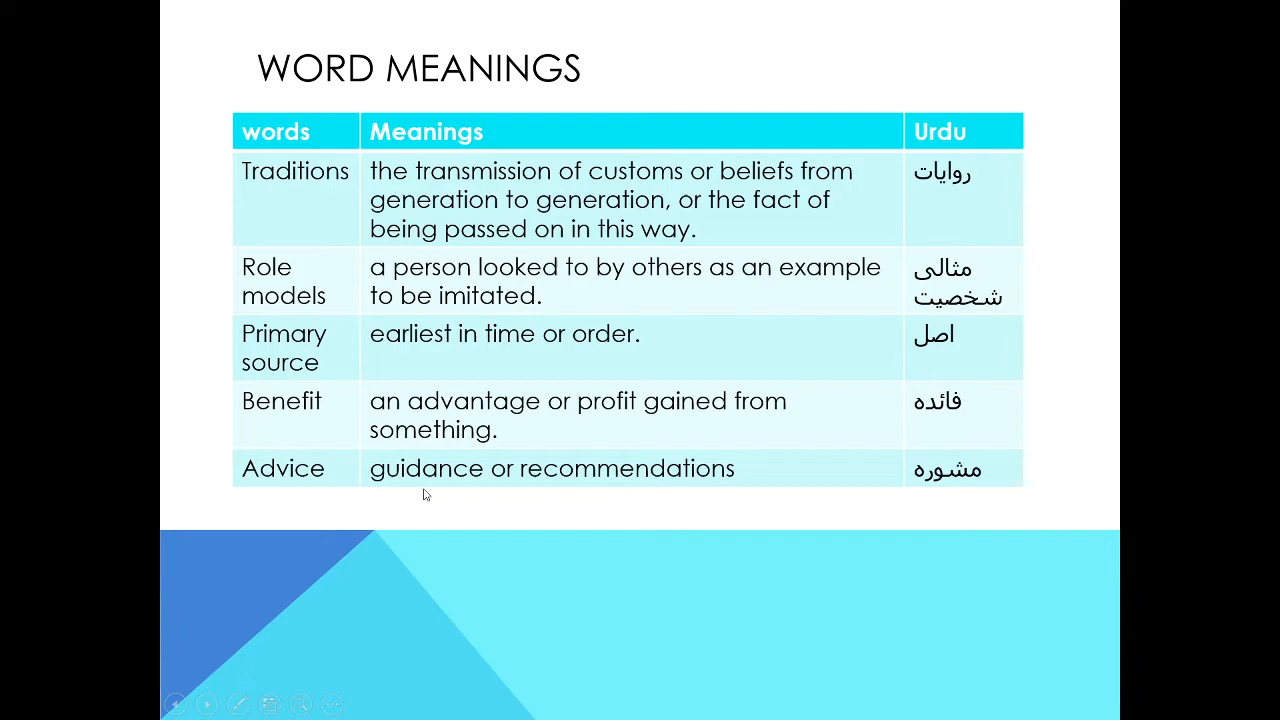 WORD MEANINGS
words Meanings Urdu
Traditions the transmission of customs or beliefs from روایات
generation to generation, or the fact of
being passed on in this way.
Role a person looked to by others as an example مثالی
models to be imitated. شخصیت
Primary earliest in time or order. اصل
source
Benefit an advantage or profit gained from فائدہ
something.
Advice guidance or recommendations مشورہ